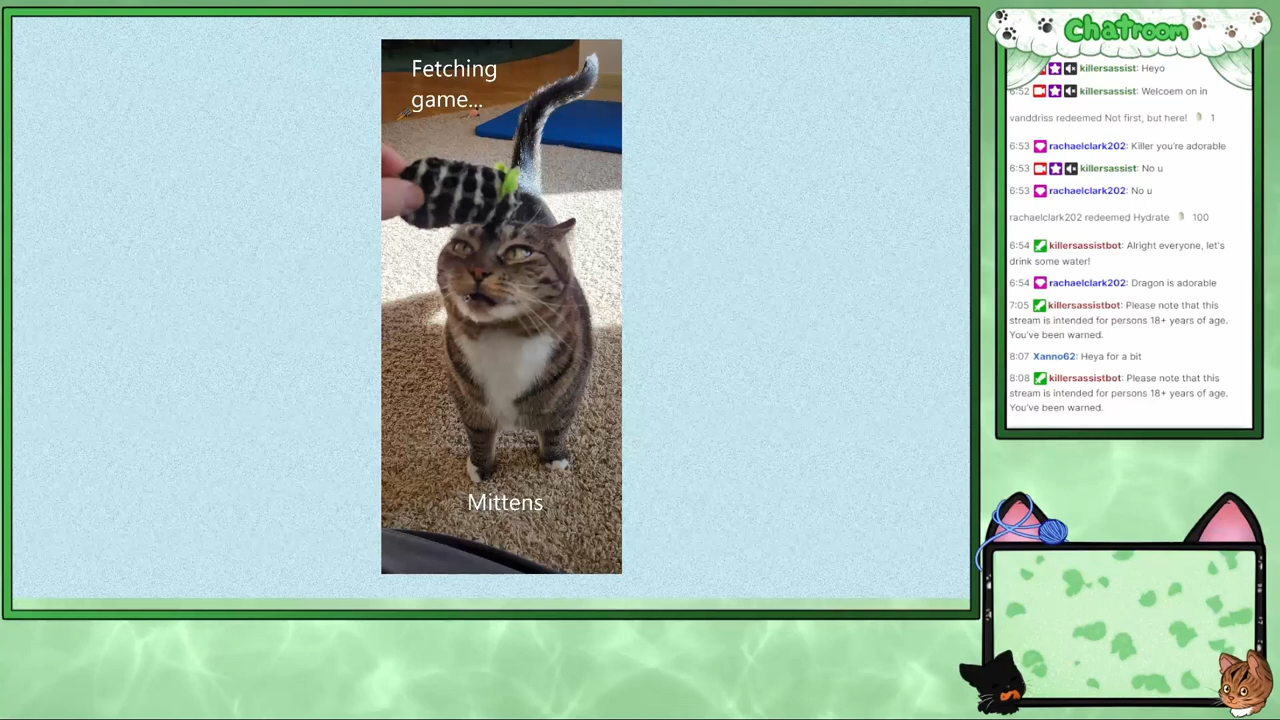 Fetching
game...
Mittens
Chatroom
killersassist: Heyo
6:52 killersassist: Welcoem on in
vanddriss redeemed Not first, but here! 1
6:53 rachaelclark202: Killer you're adorable
6:53 killersassist: No u
6:53 rachaelclark202: No u
rachaelclark202 redeemed Hydrate 100
6:54 killersassistbot: Alright everyone, let's
drink some water!
6:54 rachaelclark202: Dragon is adorable
7:05 killersassistbot: Please note that this
stream is intended for persons 18+ years of age.
You've been warned.
8:07 Xanno62: Heya for a bit
8:08 killersassistbot: Please note that this
stream is intended for persons 18+ years of age.
You've been warned.